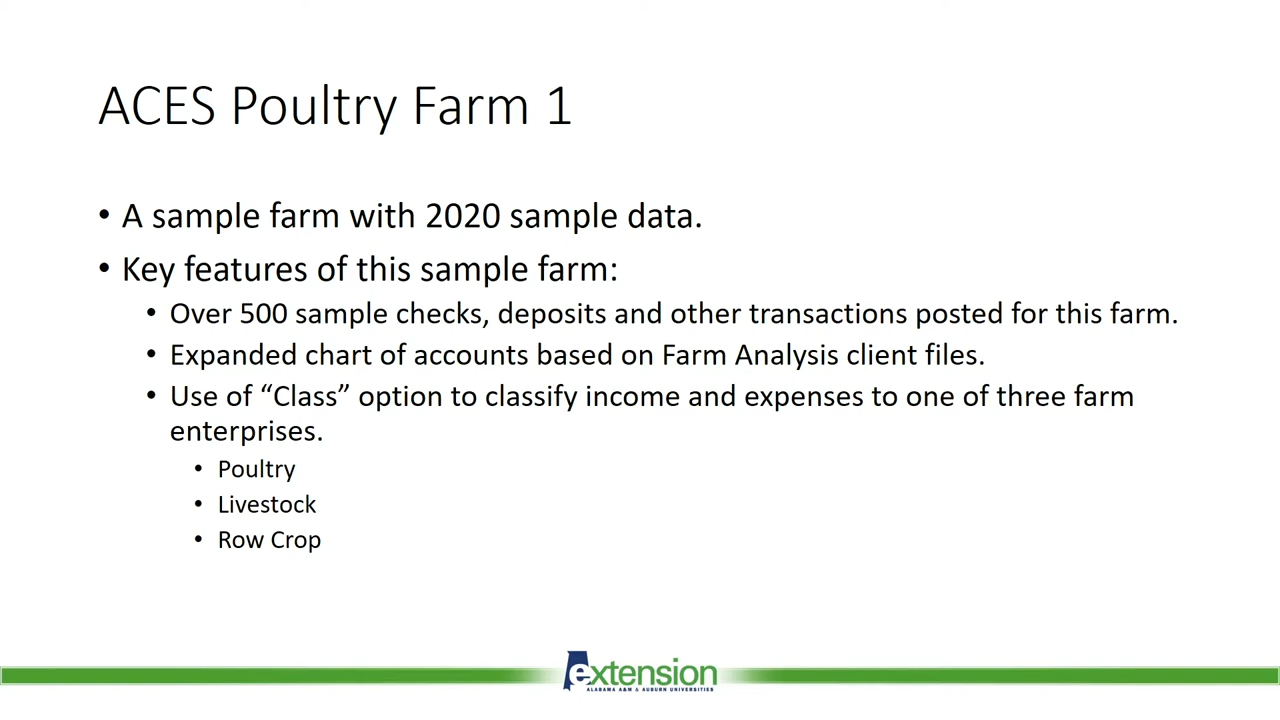 ACES Poultry Farm 1
• A sample farm with 2020 sample data.
• Key features of this sample farm:
• Over 500 sample checks, deposits and other transactions posted for this farm.
• Expanded chart of accounts based on Farm Analysis client files.
• Use of “Class” option to classify income and expenses to one of three farm
enterprises.
• Poultry
• Livestock
• Row Crop
extension
ALABAMA A&M & AUBURN UNIVERSITIES